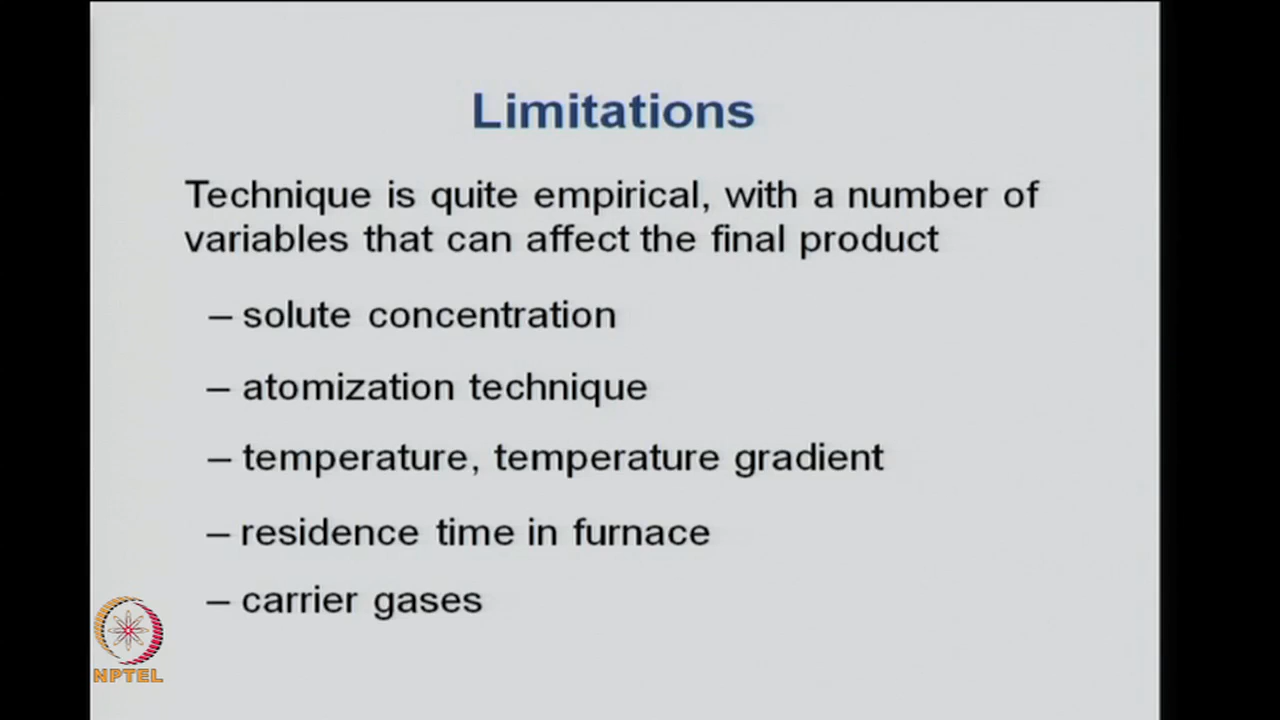 Limitations
Technique is quite empirical, with a number of
variables that can affect the final product
– solute concentration
– atomization technique
– temperature, temperature gradient
– residence time in furnace
– carrier gases
NPTEL